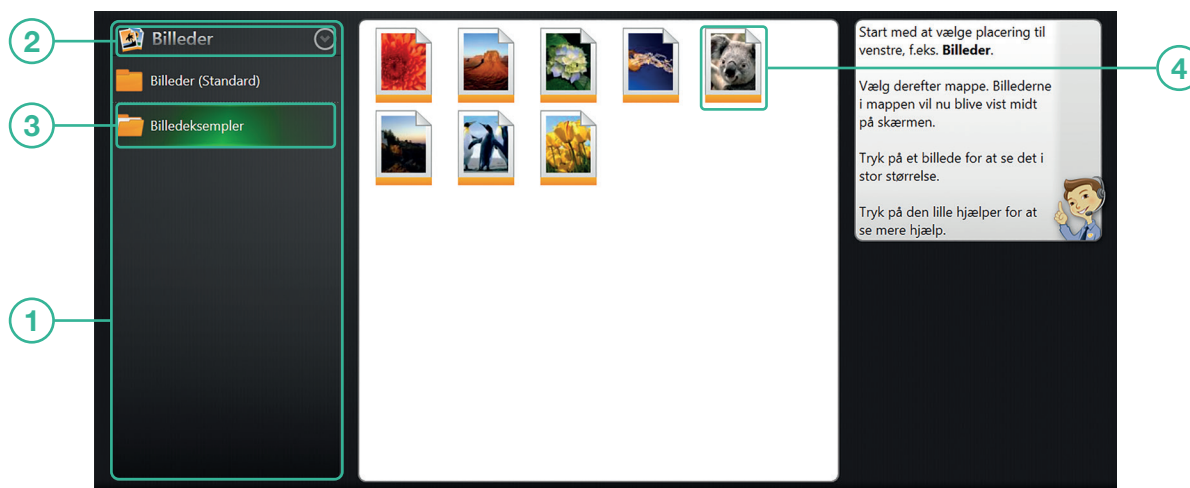 2
Billeder
Billeder (Standard)
3
Billedeksempler
1
4
Start med at vælge placering til
venstre, f.eks. Billeder.
Vælg derefter mappe. Billederne
i mappen vil nu blive vist midt
på skærmen.
Tryk på et billede for at se det i
stor størrelse.
Tryk på den lille hjælper for at
se mere hjælp.